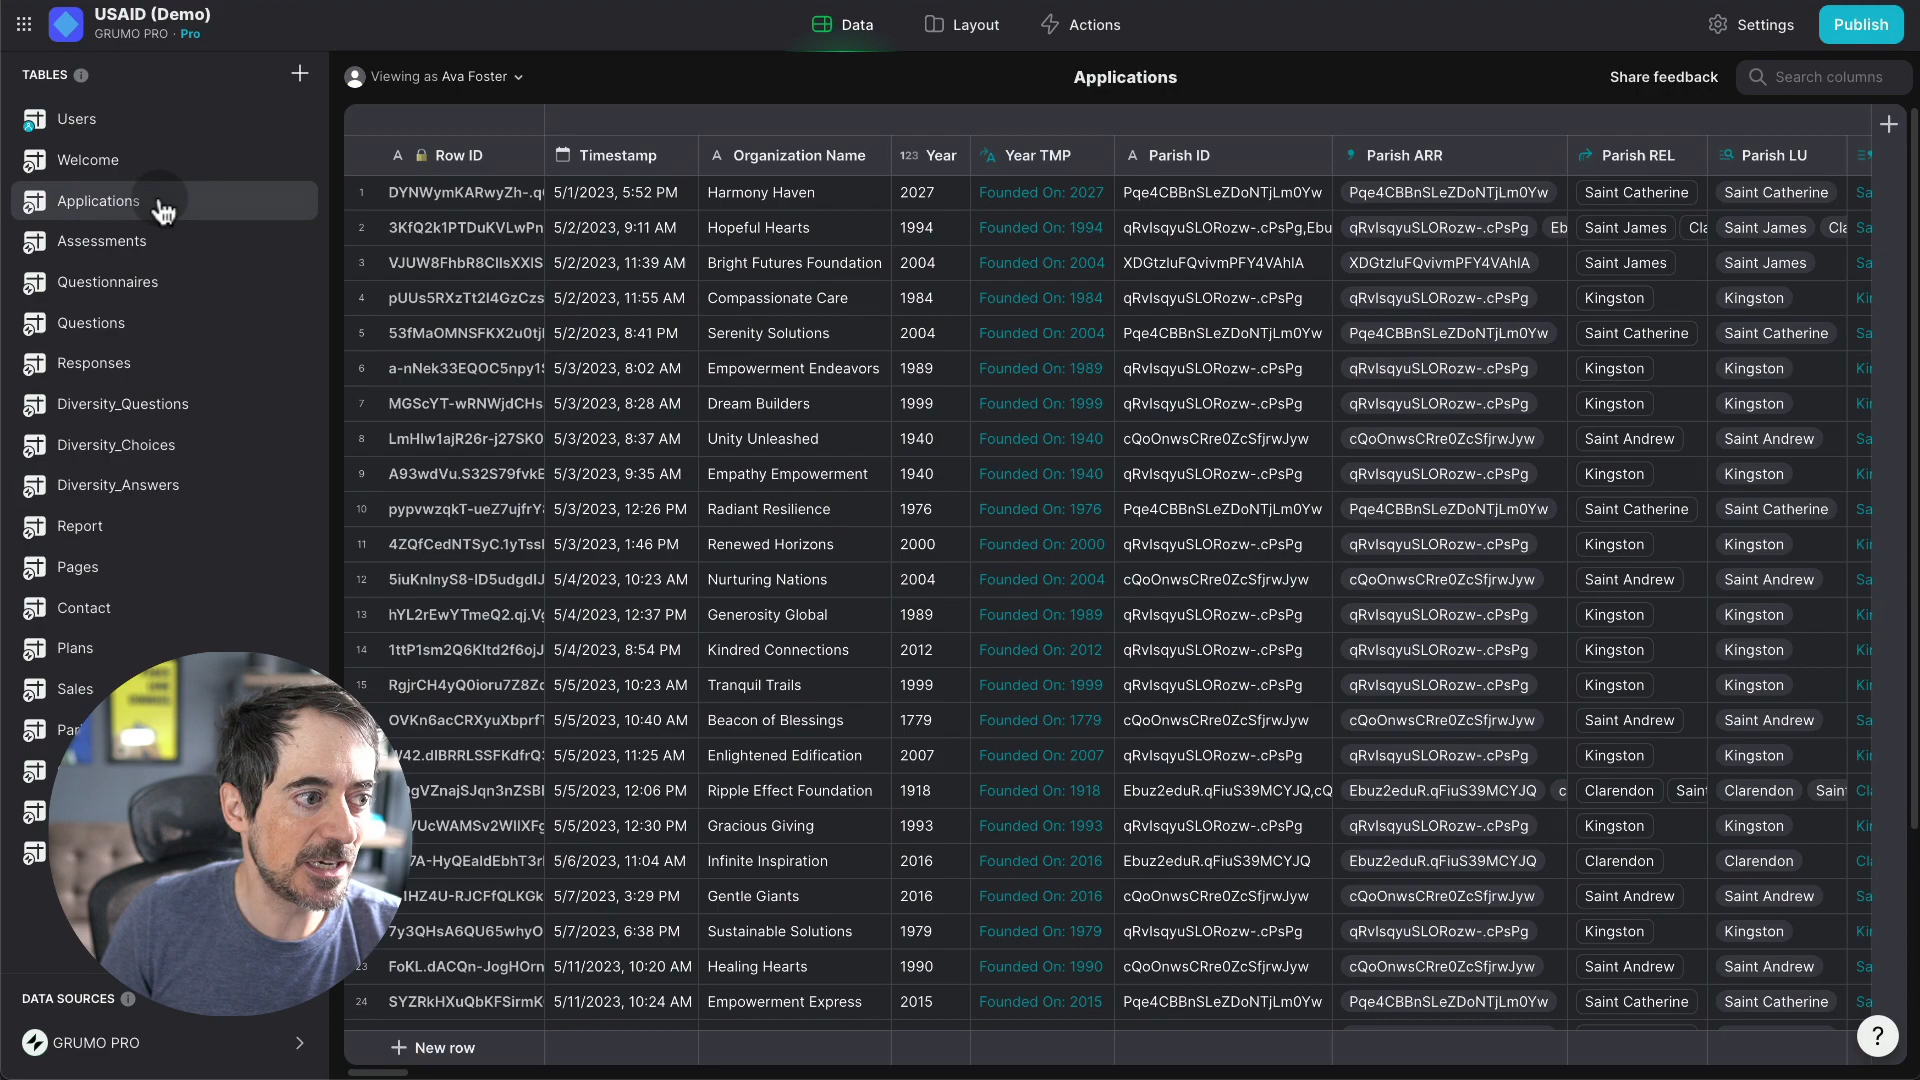 USAID (Demo)
GRUMO PRO · Pro
Data
Layout
Actions
Settings
Publish
TABLES
Users
Welcome
Applications
Assessments
Questionnaires
Questions
Responses
Diversity_Questions
Diversity_Choices
Diversity_Answers
Report
Pages
Contact
Plans
Sales
DATA SOURCES
GRUMO PRO
Viewing as Ava Foster
Applications
Share feedback
Search columns
Row ID Timestamp Organization Name 123 Year Year TMP Parish ID Parish ARR Parish REL Parish LU
1 5/1/2023, 5:52 PM Harmony Haven 2027 Founded On: 2027 Pqe4CBBnSLeZDoNTjLm0Yw Pqe4CBBnSLeZDoNTjLm0Yw Saint Catherine Saint Catherine
2 5/2/2023, 9:11 AM Hopeful Hearts 1994 Founded On: 1994 qRvIsqyuSLORozw-.cPsPg,Ebu qRvIsqyuSLORozw-.cPsPg Eb Saint James Saint James
3 5/2/2023, 11:39 AM Bright Futures Foundation 2004 Founded On: 2004 XDGtzluFQvivmPFY4VAhlA XDGtzluFQvivmPFY4VAhlA Saint James Saint James
4 5/2/2023, 11:55 AM Compassionate Care 1984 Founded On: 1984 qRvIsqyuSLORozw-.cPsPg qRvIsqyuSLORozw-.cPsPg Kingston Kingston
5 5/2/2023, 8:41 PM Serenity Solutions 2004 Founded On: 2004 Pqe4CBBnSLeZDoNTjLm0Yw Pqe4CBBnSLeZDoNTjLm0Yw Saint Catherine Saint Catherine
6 5/3/2023, 8:02 AM Empowerment Endeavors 1989 Founded On: 1989 qRvIsqyuSLORozw-.cPsPg qRvIsqyuSLORozw-.cPsPg Kingston Kingston
7 5/3/2023, 8:28 AM Dream Builders 1999 Founded On: 1999 qRvIsqyuSLORozw-.cPsPg qRvIsqyuSLORozw-.cPsPg Kingston Kingston
8 5/3/2023, 8:37 AM Unity Unleashed 1940 Founded On: 1940 cQoOnwsCRre0ZcSfjrwJyw cQoOnwsCRre0ZcSfjrwJyw Saint Andrew Saint Andrew
9 5/3/2023, 9:35 AM Empathy Empowerment 1940 Founded On: 1940 qRvIsqyuSLORozw-.cPsPg qRvIsqyuSLORozw-.cPsPg Kingston Kingston
10 5/3/2023, 12:26 PM Radiant Resilience 1976 Founded On: 1976 Pqe4CBBnSLeZDoNTjLm0Yw Pqe4CBBnSLeZDoNTjLm0Yw Saint Catherine Saint Catherine
11 5/3/2023, 1:46 PM Renewed Horizons 2000 Founded On: 2000 qRvIsqyuSLORozw-.cPsPg qRvIsqyuSLORozw-.cPsPg Kingston Kingston
12 5/4/2023, 10:23 AM Nurturing Nations 2004 Founded On: 2004 cQoOnwsCRre0ZcSfjrwJyw cQoOnwsCRre0ZcSfjrwJyw Saint Andrew Saint Andrew
13 5/4/2023, 12:37 PM Generosity Global 1989 Founded On: 1989 qRvIsqyuSLORozw-.cPsPg qRvIsqyuSLORozw-.cPsPg Kingston Kingston
14 5/4/2023, 8:54 PM Kindred Connections 2012 Founded On: 2012 qRvIsqyuSLORozw-.cPsPg qRvIsqyuSLORozw-.cPsPg Kingston Kingston
15 5/5/2023, 10:23 AM Tranquil Trails 1999 Founded On: 1999 qRvIsqyuSLORozw-.cPsPg qRvIsqyuSLORozw-.cPsPg Kingston Kingston
5/5/2023, 10:40 AM Beacon of Blessings 1779 Founded On: 1779 cQoOnwsCRre0ZcSfjrwJyw cQoOnwsCRre0ZcSfjrwJyw Saint Andrew Saint Andrew
5/5/2023, 11:25 AM Enlightened Edification 2007 Founded On: 2007 qRvIsqyuSLORozw-.cPsPg qRvIsqyuSLORozw-.cPsPg Kingston Kingston
5/5/2023, 12:06 PM Ripple Effect Foundation 1918 Founded On: 1918 Ebuz2eduR.qFiuS39MCYJQ,cQ Ebuz2eduR.qFiuS39MCYJQ Clarendon Clarendon
5/5/2023, 12:30 PM Gracious Giving 1993 Founded On: 1993 qRvIsqyuSLORozw-.cPsPg qRvIsqyuSLORozw-.cPsPg Kingston Kingston
5/6/2023, 11:04 AM Infinite Inspiration 2016 Founded On: 2016 Ebuz2eduR.qFiuS39MCYJQ Ebuz2eduR.qFiuS39MCYJQ Clarendon Clarendon
5/7/2023, 3:29 PM Gentle Giants 2016 Founded On: 2016 cQoOnwsCRre0ZcSfjrwJyw cQoOnwsCRre0ZcSfjrwJyw Saint Andrew Saint Andrew
5/7/2023, 6:38 PM Sustainable Solutions 1979 Founded On: 1979 qRvIsqyuSLORozw-.cPsPg qRvIsqyuSLORozw-.cPsPg Kingston Kingston
23 5/11/2023, 10:20 AM Healing Hearts 1990 Founded On: 1990 cQoOnwsCRre0ZcSfjrwJyw cQoOnwsCRre0ZcSfjrwJyw Saint Andrew Saint Andrew
24 5/11/2023, 10:24 AM Empowerment Express 2015 Founded On: 2015 Pqe4CBBnSLeZDoNTjLm0Yw Pqe4CBBnSLeZDoNTjLm0Yw Saint Catherine Saint Catherine
New row
?